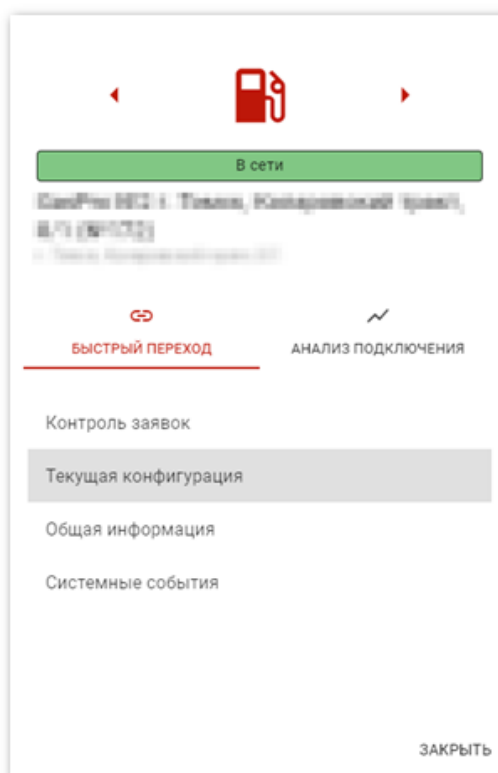 В сети
БЫСТРЫЙ ПЕРЕХОД
АНАЛИЗ ПОДКЛЮЧЕНИЯ
Контроль заявок
Текущая конфигурация
Общая информация
Системные события
ЗАКРЫТЬ